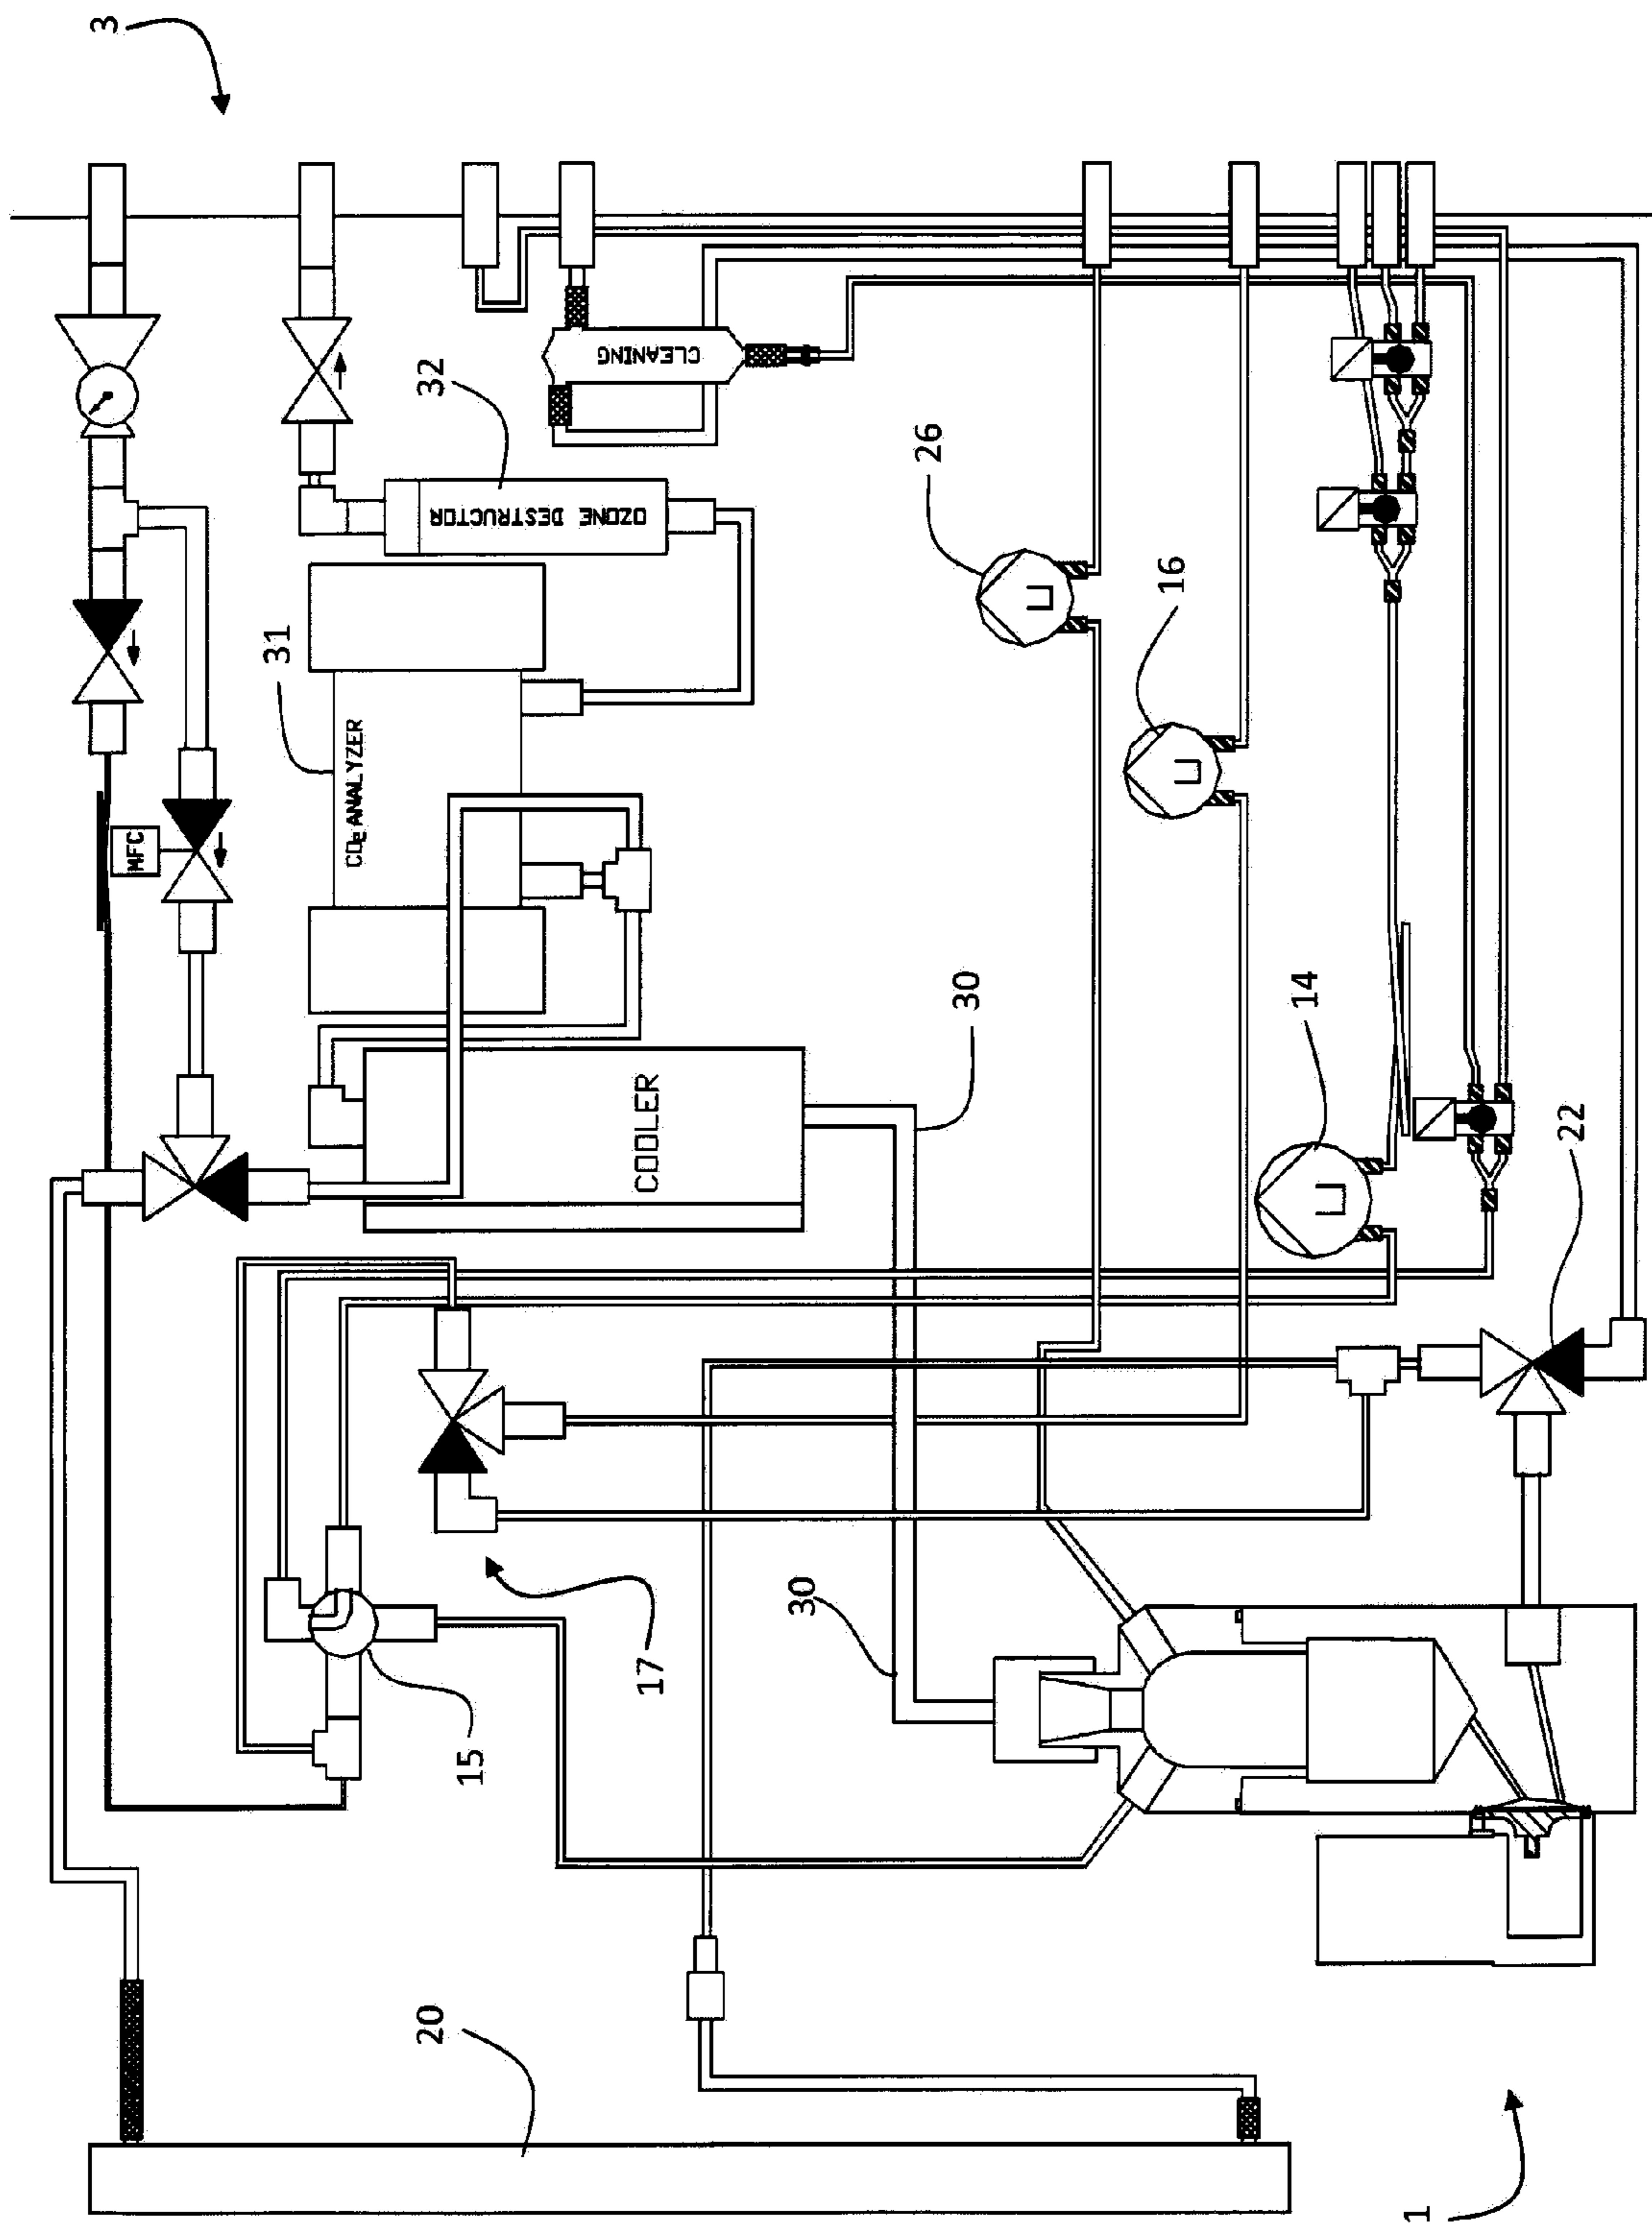 3
32
CLEANING
26
OZONE DESTRUCTOR
16
31
CO₂ ANALYZER
MFC
30
14
COOLER
22
17
30
15
20
1